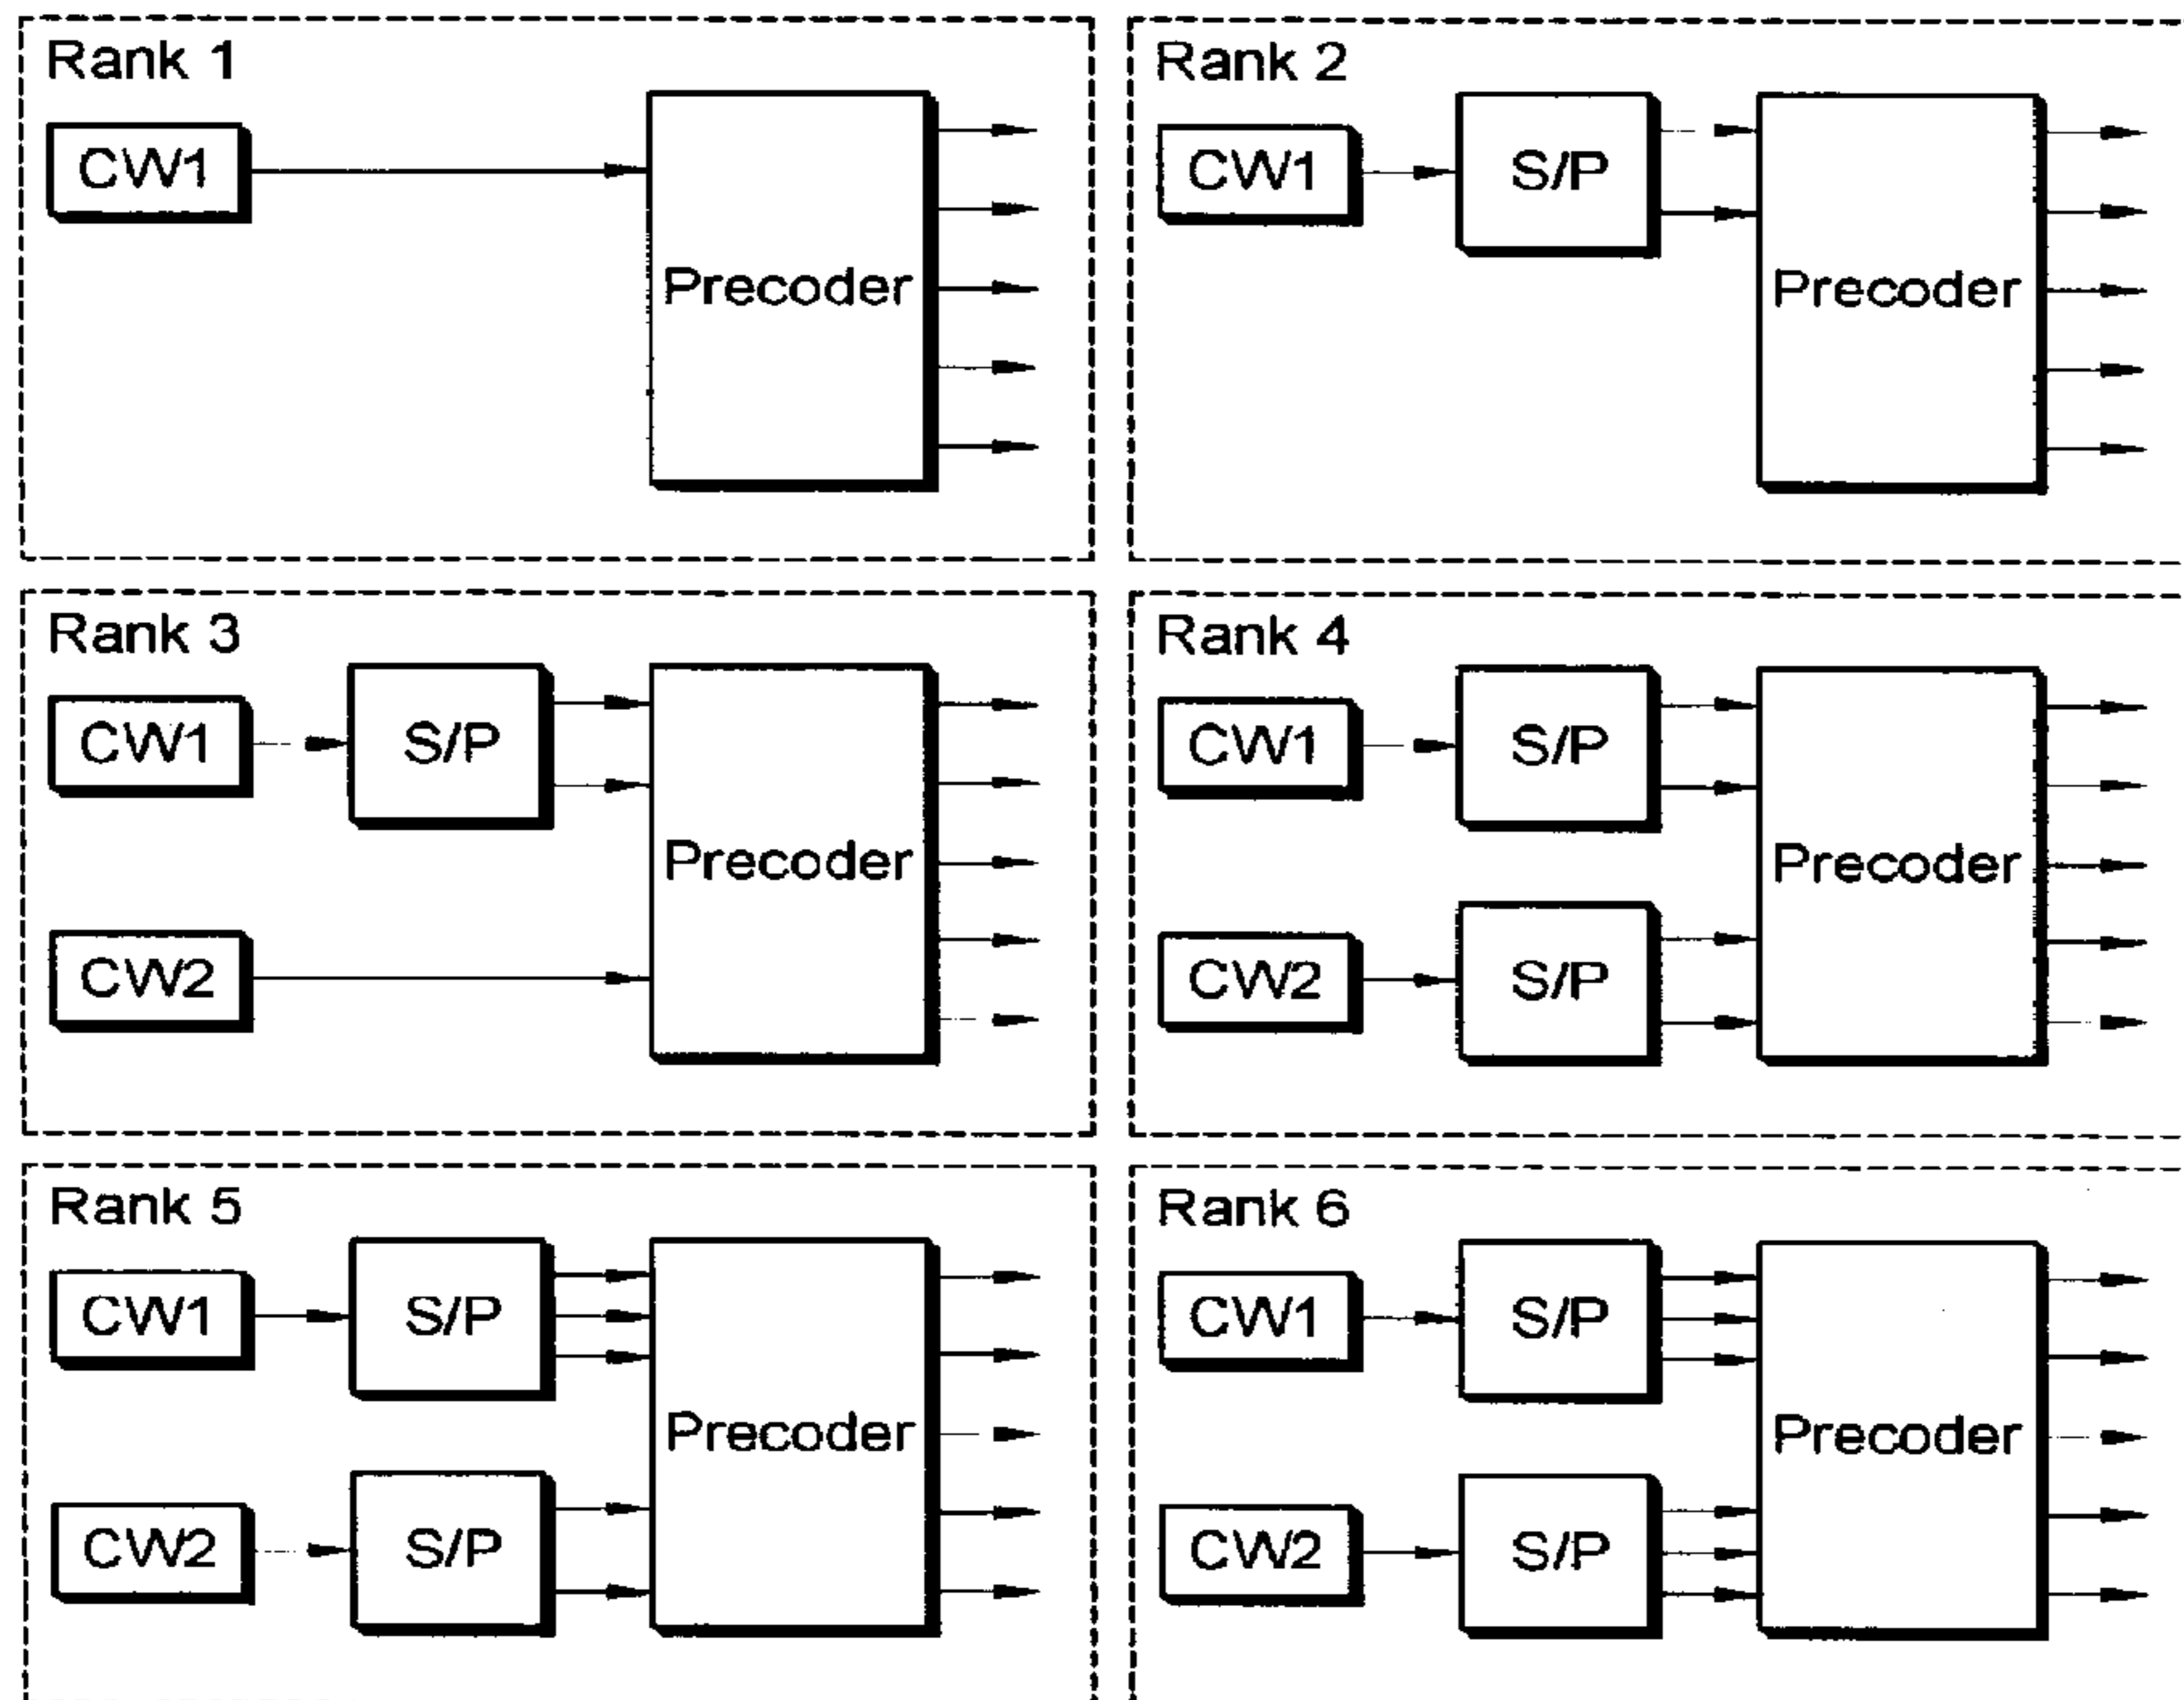 Rank 1
CW1
Precoder
Rank 2
CW1
S/P
Precoder
Rank 3
CW1
S/P
Precoder
CW2
Rank 4
CW1
S/P
Precoder
CW2
S/P
Rank 5
CW1
S/P
Precoder
CW2
S/P
Rank 6
CW1
S/P
Precoder
CW2
S/P